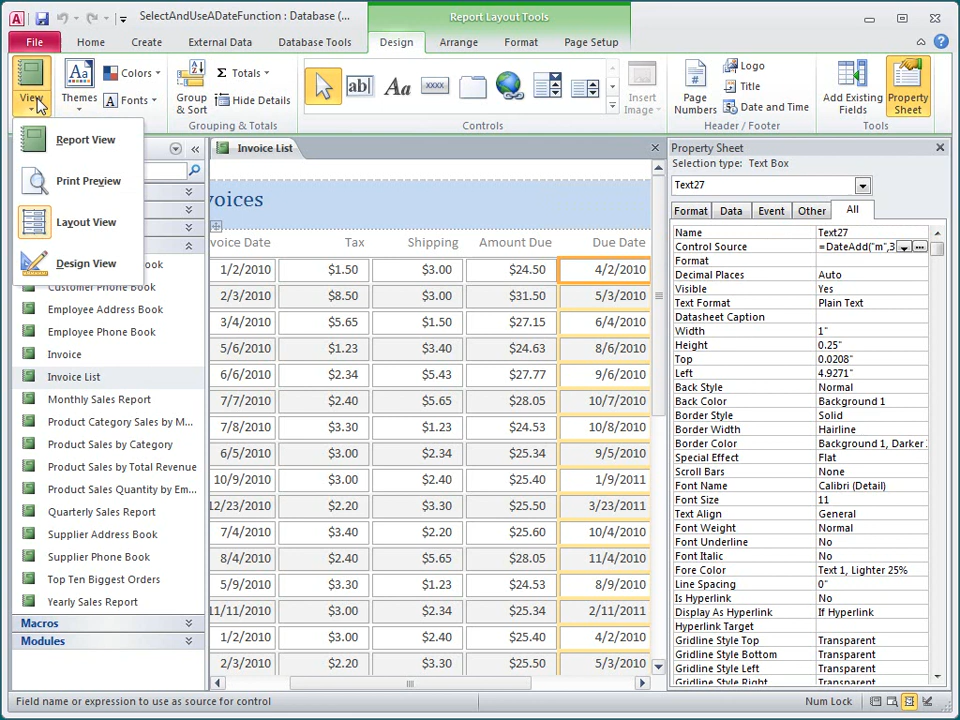 SelectAndUseADateFunction : Database (...
Report Layout Tools
File
Home
Create
External Data
Database Tools
Design
Arrange
Format
Page Setup
View
Themes
Colors
Fonts
Group & Sort
Totals
Hide Details
Grouping & Totals
Aa
ab|
Aa
xxxx
Insert Image
Controls
Page Numbers
Logo
Title
Date and Time
Header / Footer
Add Existing Fields
Property Sheet
Tools
Report View
Print Preview
Layout View
Design View
ook
Customer Phone Book
Employee Address Book
Employee Phone Book
Invoice
Invoice List
Monthly Sales Report
Product Category Sales by M...
Product Sales by Category
Product Sales by Total Revenue
Product Sales Quantity by Em...
Quarterly Sales Report
Supplier Address Book
Supplier Phone Book
Top Ten Biggest Orders
Yearly Sales Report
Macros
Modules
Invoice List
voices
voice Date Tax Shipping Amount Due Due Date
1/2/2010 $1.50 $3.00 $24.50 4/2/2010
2/3/2010 $8.50 $3.00 $31.50 5/3/2010
3/4/2010 $5.65 $1.50 $27.15 6/4/2010
5/6/2010 $1.23 $3.40 $24.63 8/6/2010
6/6/2010 $2.34 $5.43 $27.77 9/6/2010
7/7/2010 $2.40 $5.65 $28.05 10/7/2010
7/8/2010 $3.30 $1.23 $24.53 10/8/2010
6/5/2010 $3.00 $2.34 $25.34 9/5/2010
10/9/2010 $3.00 $2.40 $25.40 1/9/2011
12/23/2010 $2.20 $3.30 $25.50 3/23/2011
7/4/2010 $3.30 $2.20 $25.60 10/4/2010
8/4/2010 $2.40 $5.65 $28.05 11/4/2010
5/9/2010 $3.30 $1.23 $24.53 8/9/2010
11/11/2010 $3.00 $2.34 $25.34 2/11/2011
1/2/2010 $3.00 $2.40 $25.40 4/2/2010
2/3/2010 $2.20 $3.30 $25.50 5/3/2010
Property Sheet
Selection type: Text Box
Text27
Format
Data
Event
Other
All
Name Text27
Control Source =DateAdd("m",3
Format
Decimal Places Auto
Visible Yes
Text Format Plain Text
Datasheet Caption
Width 1"
Height 0.25"
Top 0.0208"
Left 4.9271"
Back Style Normal
Back Color Background 1
Border Style Solid
Border Width Hairline
Border Color Background 1, Darker
Special Effect Flat
Scroll Bars None
Font Name Calibri (Detail)
Font Size 11
Text Align General
Font Weight Normal
Font Underline No
Font Italic No
Fore Color Text 1, Lighter 25%
Line Spacing 0"
Is Hyperlink No
Display As Hyperlink If Hyperlink
Hyperlink Target
Gridline Style Top Transparent
Gridline Style Bottom Transparent
Gridline Style Left Transparent
Gridline Style Right Transparent
Field name or expression to use as source for control
Num Lock